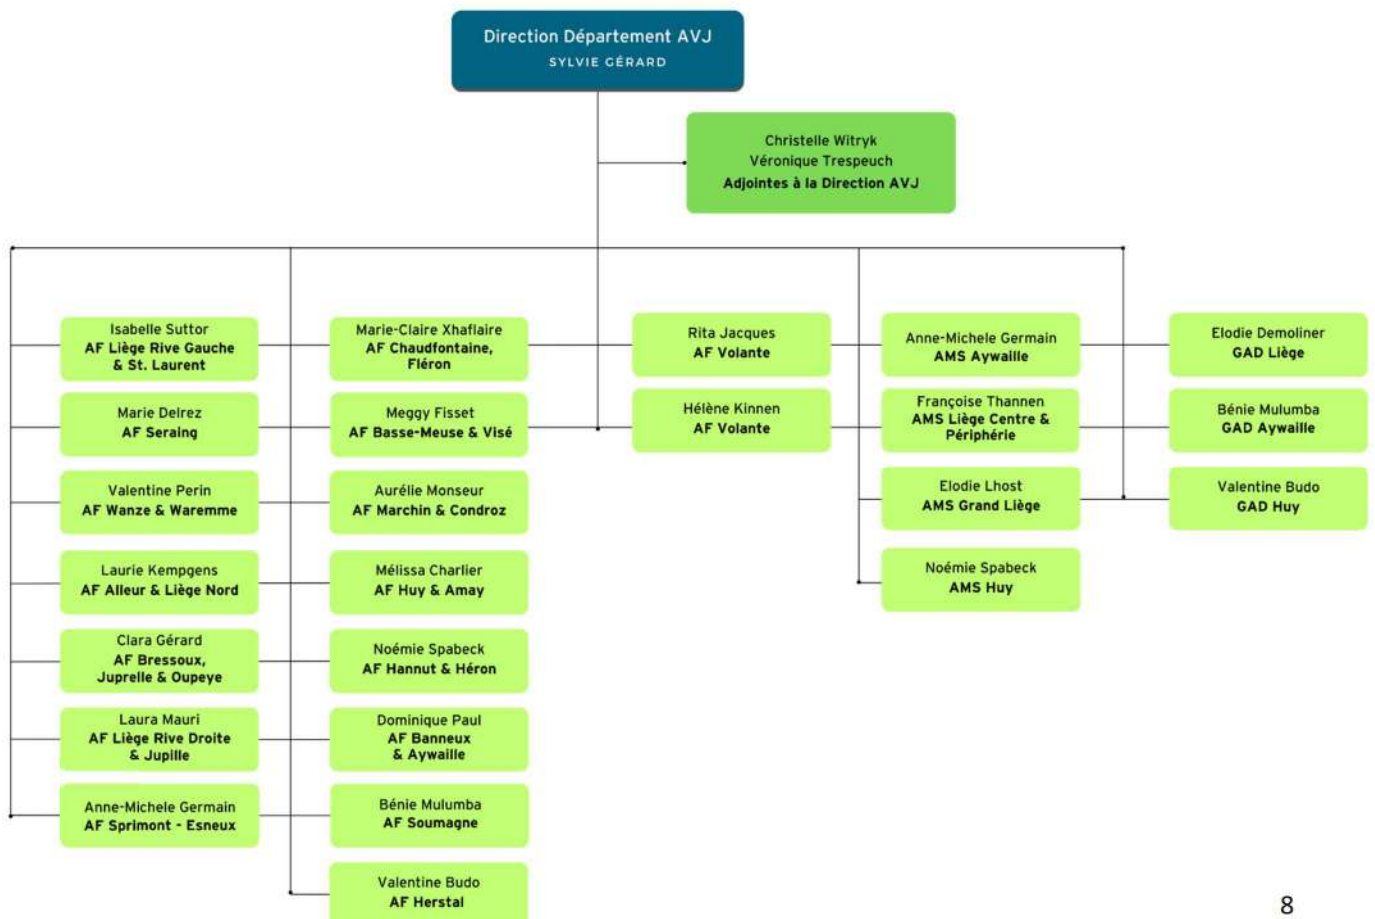 Direction Département AVJ
SYLVIE GÉRARD
Christelle Witryk
Véronique Trespeuch
Adjointes à la Direction AVJ
Isabelle Suttor
AF Liège Rive Gauche
& St. Laurent
Marie Delrez
AF Seraing
Valentine Perin
AF Wanze & Waremme
Laurie Kempgens
AF Alleur & Liège Nord
Clara Gérard
AF Bressoux,
Juprelle & Oupeye
Laura Mauri
AF Liège Rive Droite
& Jupille
Anne-Michele Germain
AF Sprimont - Esneux
Marie-Claire Xhaflaire
AF Chaudfontaine,
Fléron
Meggy Fisset
AF Basse-Meuse & Visé
Aurélie Monseur
AF Marchin & Condroz
Mélissa Charlier
AF Huy & Amay
Noémie Spabeck
AF Hannut & Héron
Dominique Paul
AF Banneux
& Aywaille
Bénie Mulumba
AF Soumagne
Valentine Budo
AF Herstal
Rita Jacques
AF Volante
Hélène Kinnen
AF Volante
Anne-Michele Germain
AMS Aywaille
Françoise Thannen
AMS Liège Centre &
Périphérie
Elodie Lhost
AMS Grand Liège
Noémie Spabeck
AMS Huy
Elodie Demoliner
GAD Liège
Bénie Mulumba
GAD Aywaille
Valentine Budo
GAD Huy
8